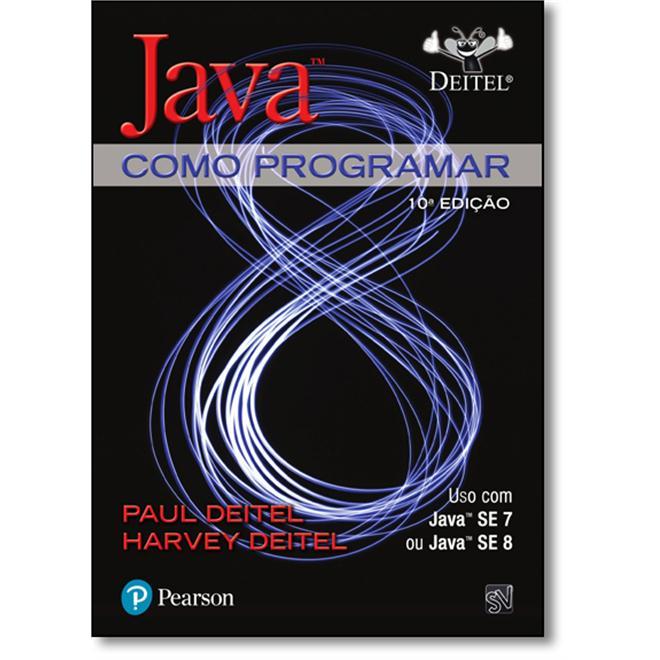 Java™
DEITEL®
COMO PROGRAMAR
10ª EDIÇÃO
PAUL DEITEL
HARVEY DEITEL
Uso com
Java™ SE 7
ou Java™ SE 8
Pearson
SV